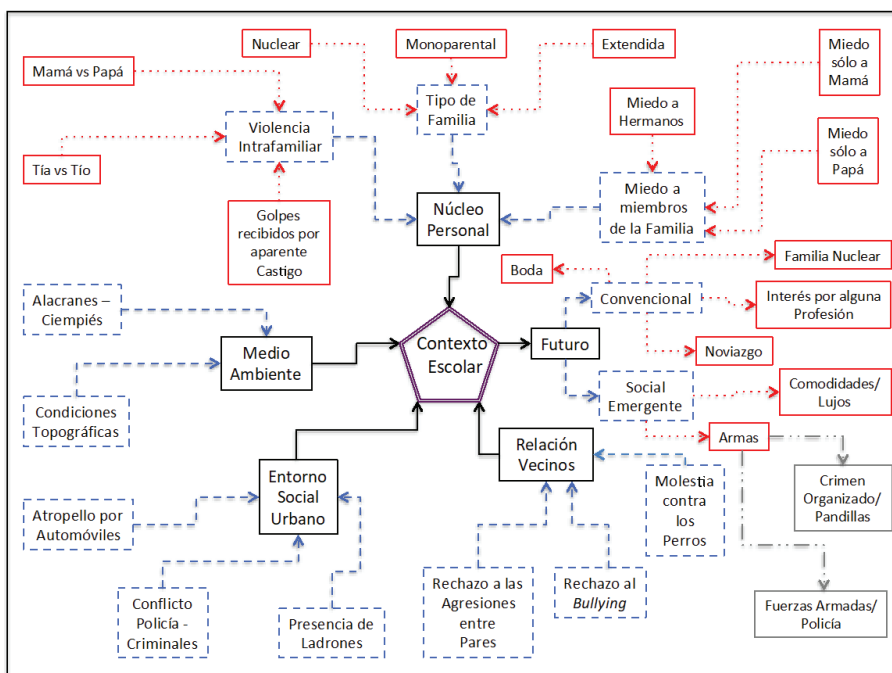 Nuclear
Monoparental
Extendida
Miedo
sólo a
Mamá
Mamá vs Papá
Tipo de
Familia
Miedo a
Hermanos
Violencia
Intrafamiliar
Miedo
sólo a
Papá
Tía vs Tío
Golpes
recibidos por
aparente
Castigo
Núcleo
Personal
Miedo a
miembros
de la Familia
Familia Nuclear
Boda
Convencional
Interés por alguna
Profesión
Alacranes –
Ciempiés
Medio
Ambiente
Contexto
Escolar
Futuro
Noviazgo
Condiciones
Topográficas
Social
Emergente
Comodidades/
Lujos
Armas
Relación
Vecinos
Entorno
Social
Urbano
Molestia
contra
los
Perros
Crimen
Organizado/
Pandillas
Atropello por
Automóviles
Conflicto
Policía -
Criminales
Presencia de
Ladrones
Rechazo a las
Agresiones
entre
Pares
Rechazo al
Bullying
Fuerzas Armadas/
Policía